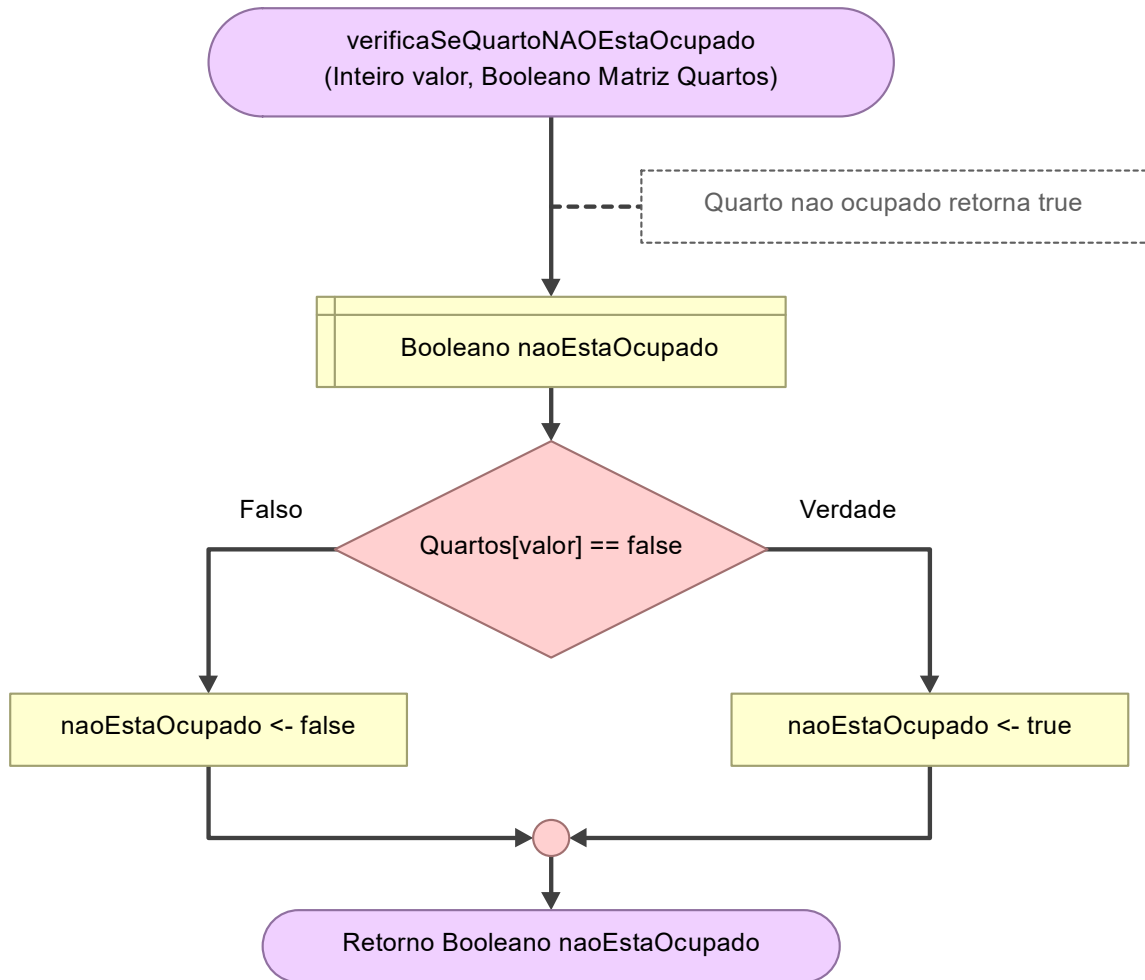 verificaSeQuartoNAOEstaOcupado
(Inteiro valor, Booleano Matriz Quartos)
Quarto nao ocupado retorna true
Booleano naoEstaOcupado
Falso
Verdade
Quartos[valor] == false
naoEstaOcupado <- false
naoEstaOcupado <- true
Retorno Booleano naoEstaOcupado